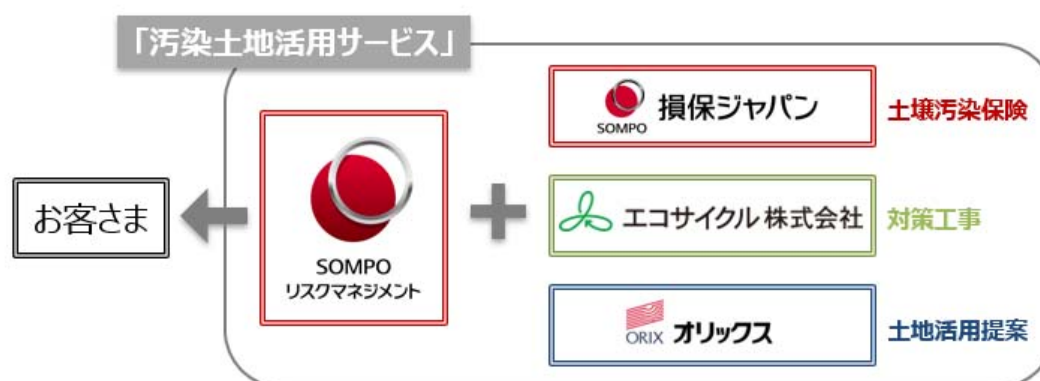 「汚染土地活用サービス」
お客さま
SOMPO
リスクマネジメント
SOMPO 損保ジャパン
土壌汚染保険
エコサイクル 株式会社
対策工事
ORIX オリックス
土地活用提案